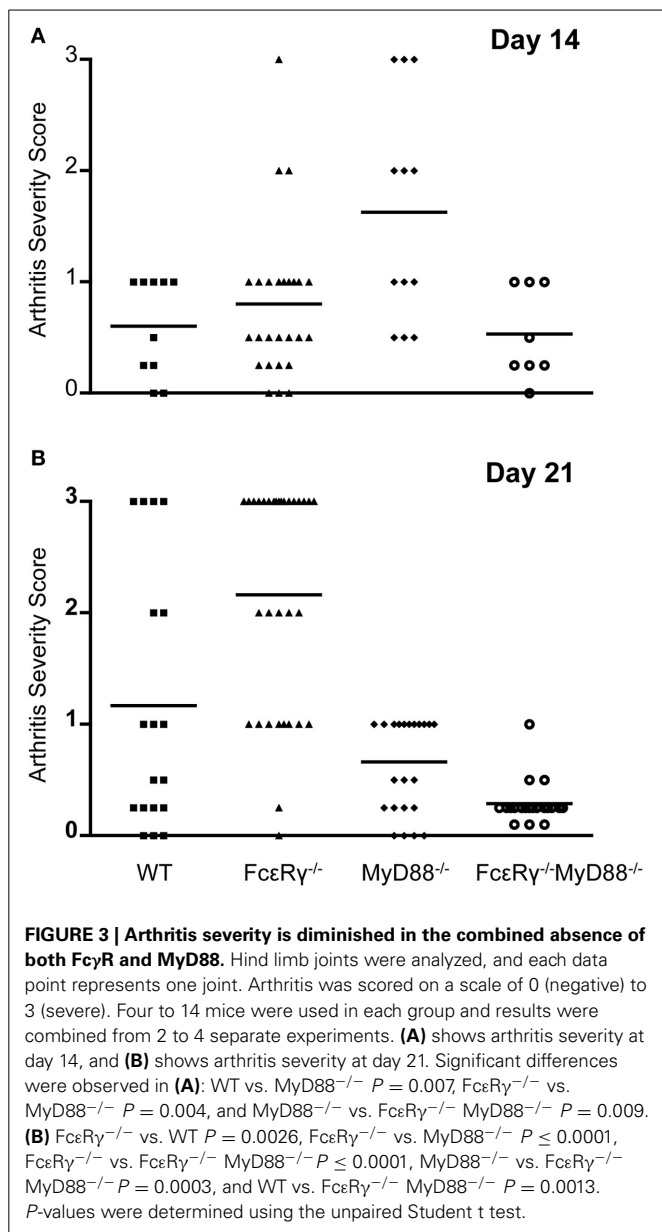 A
Day 14
Arthritis Severity Score
3
2
1
0
B
Day 21
Arthritis Severity Score
3
2
1
0
WT FcεRγ-/- MyD88-/- FcεRγ-/-MyD88-/-
FIGURE 3 | Arthritis severity is diminished in the combined absence of
both FcγR and MyD88. Hind limb joints were analyzed, and each data
point represents one joint. Arthritis was scored on a scale of 0 (negative) to
3 (severe). Four to 14 mice were used in each group and results were
combined from 2 to 4 separate experiments. (A) shows arthritis severity at
day 14, and (B) shows arthritis severity at day 21. Significant differences
were observed in (A): WT vs. MyD88−/− P = 0.007, FcεRγ−/− vs.
MyD88−/− P = 0.004, and MyD88−/− vs. FcεRγ−/− MyD88−/− P = 0.009.
(B) FcεRγ−/− vs. WT P = 0.0026, FcεRγ−/− vs. MyD88−/− P ≤ 0.0001,
FcεRγ−/− vs. FcεRγ−/− MyD88−/−P ≤ 0.0001, MyD88−/− vs. FcεRγ−/−
MyD88−/−P = 0.0003, and WT vs. FcεRγ−/− MyD88−/− P = 0.0013.
P-values were determined using the unpaired Student t test.